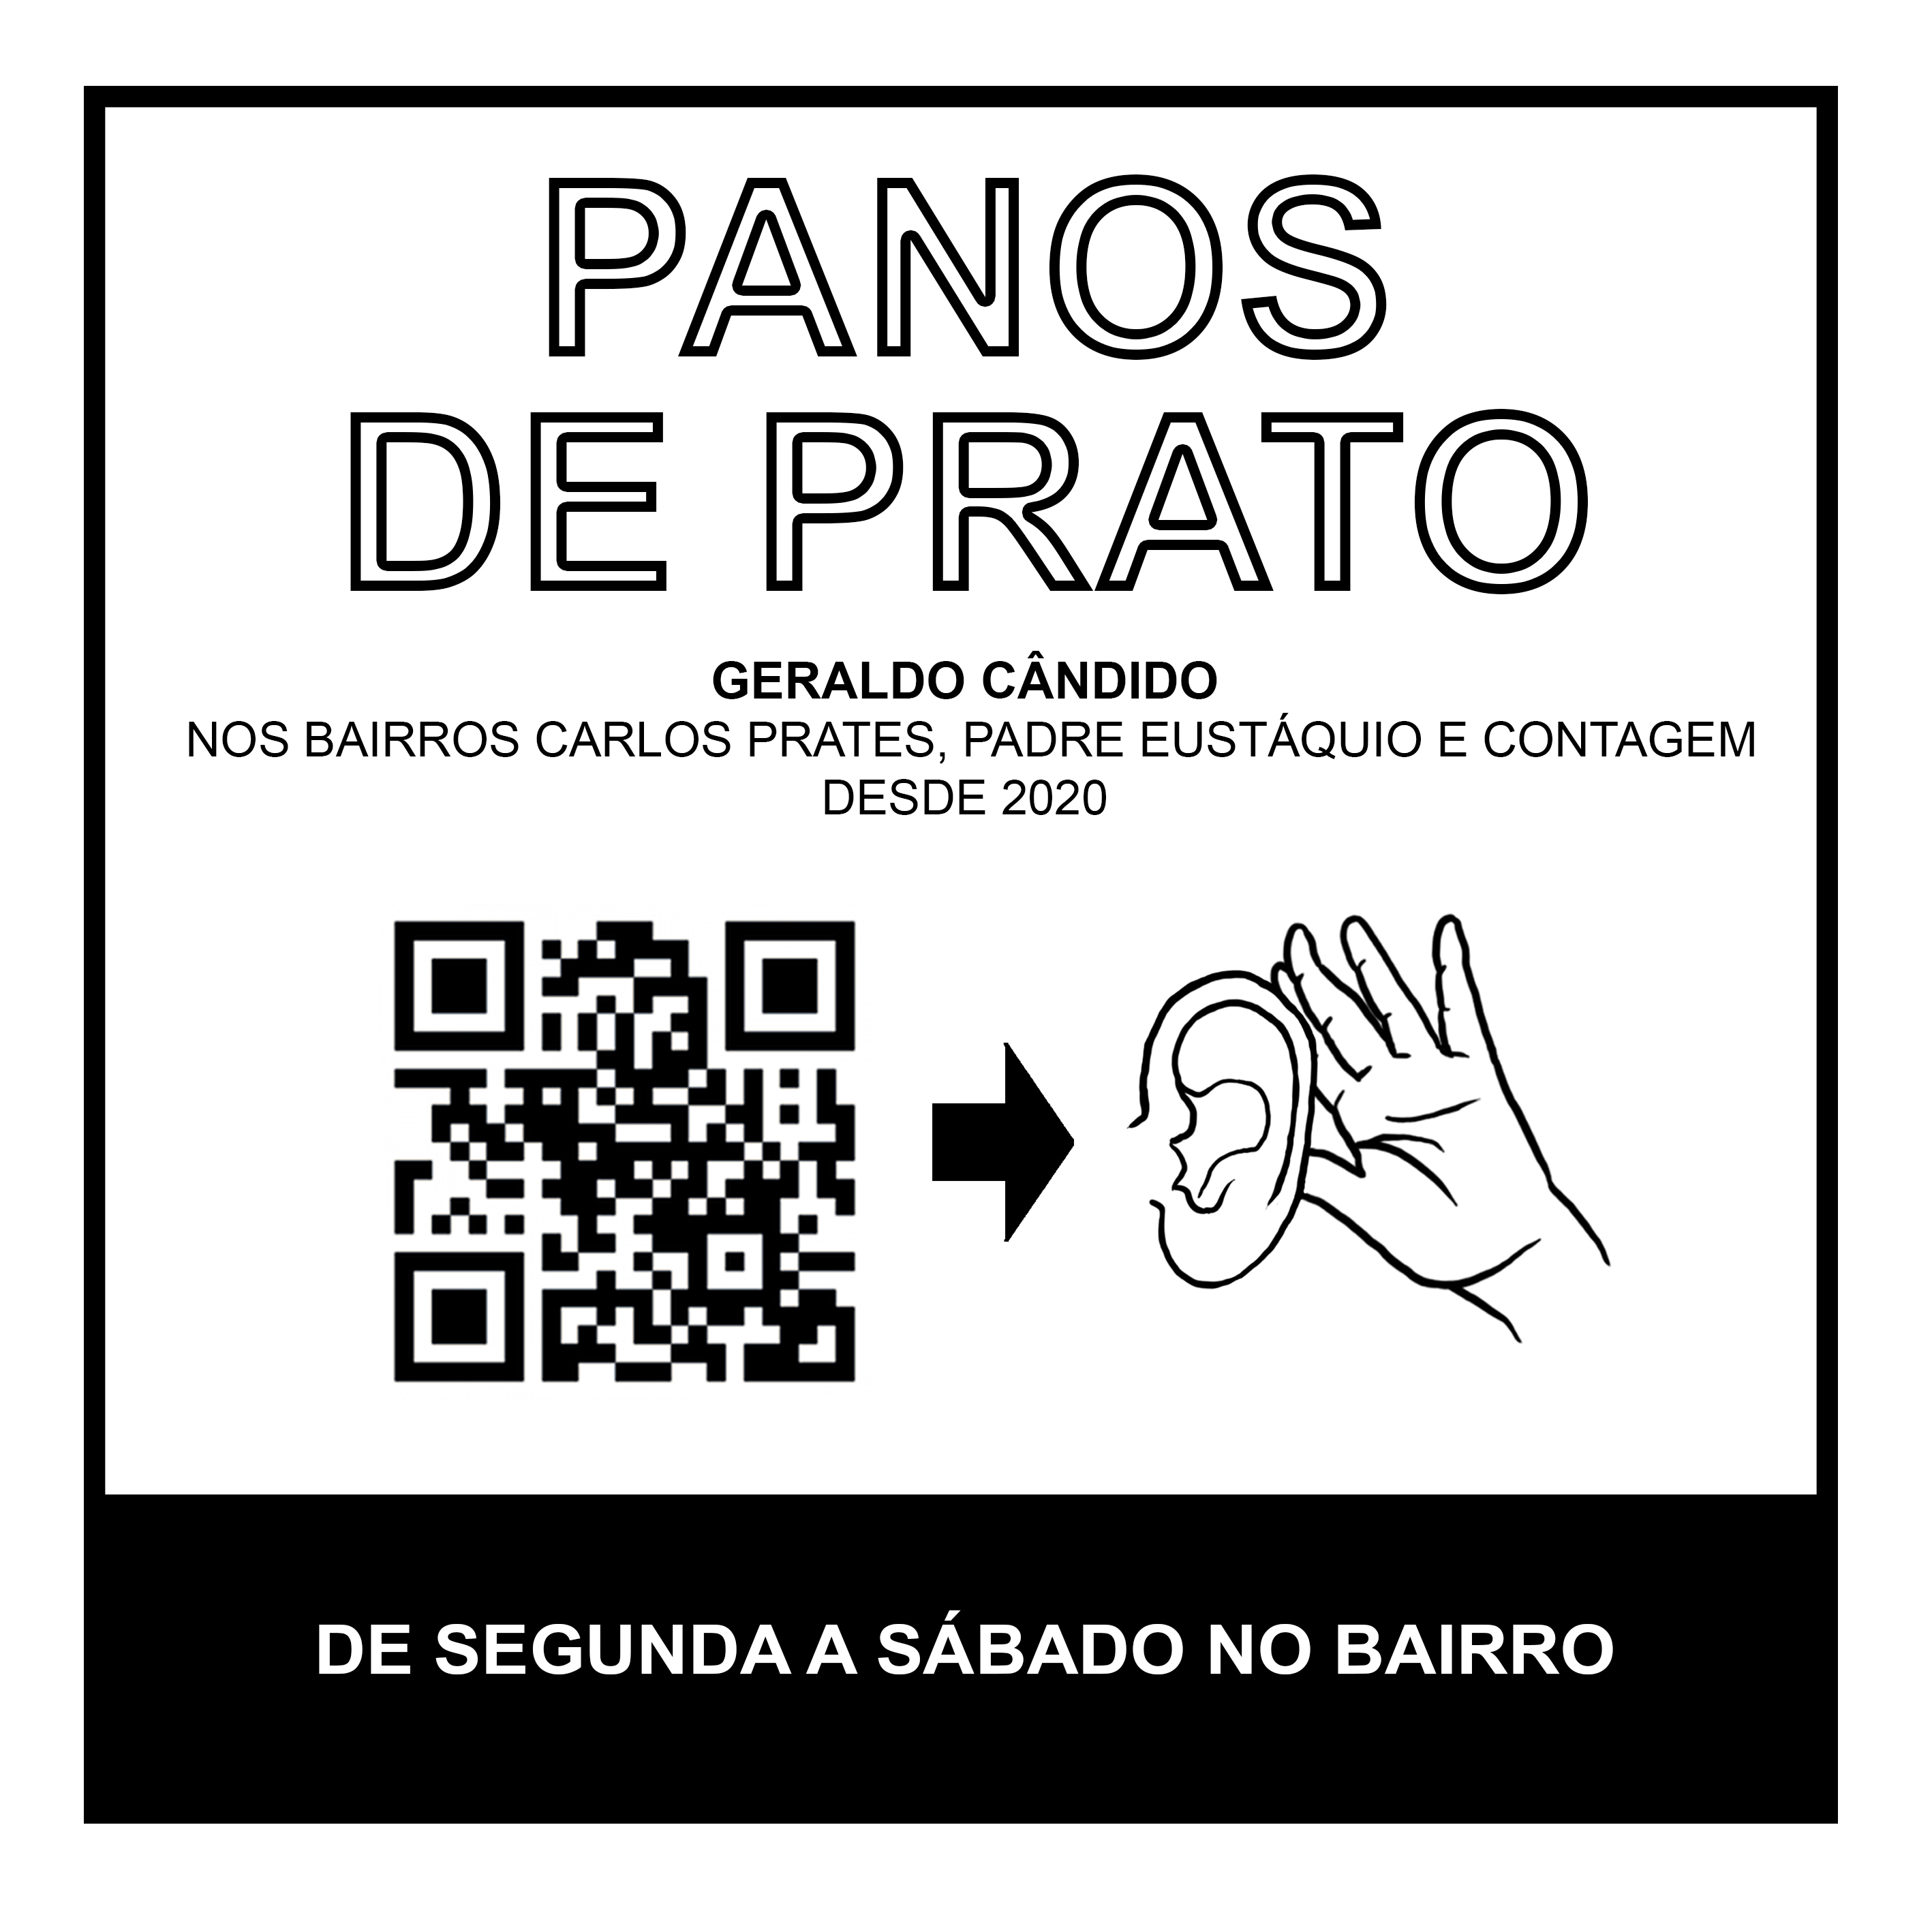 PANOS
DE PRATO
GERALDO CÂNDIDO
NOS BAIRROS CARLOS PRATES, PADRE EUSTÁQUIO E CONTAGEM
DESDE 2020
DE SEGUNDA A SÁBADO NO BAIRRO